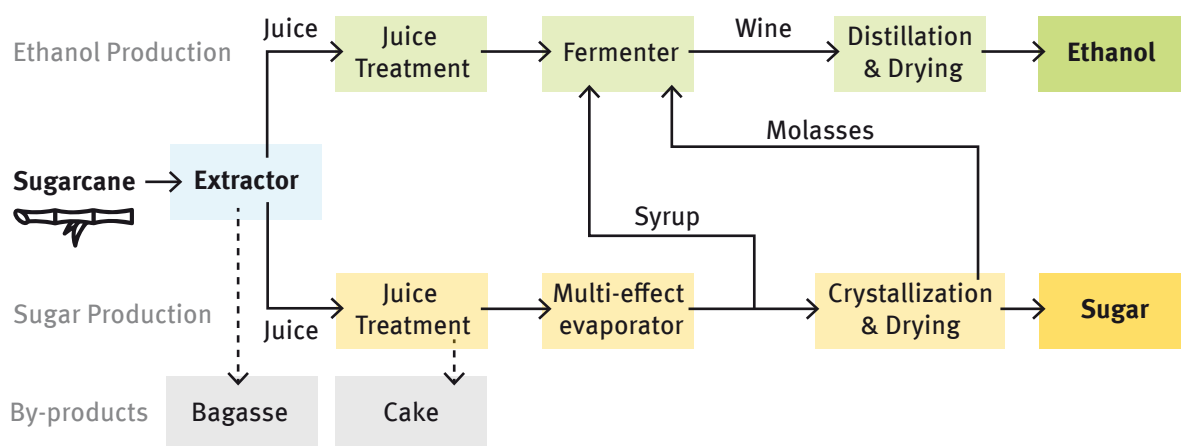 Ethanol Production
Juice
Juice
Treatment
Fermenter
Wine
Distillation
& Drying
Ethanol
Molasses
Sugarcane
Extractor
Syrup
Sugar Production
Juice
Juice
Treatment
Multi-effect
evaporator
Crystallization
& Drying
Sugar
By-products
Bagasse
Cake